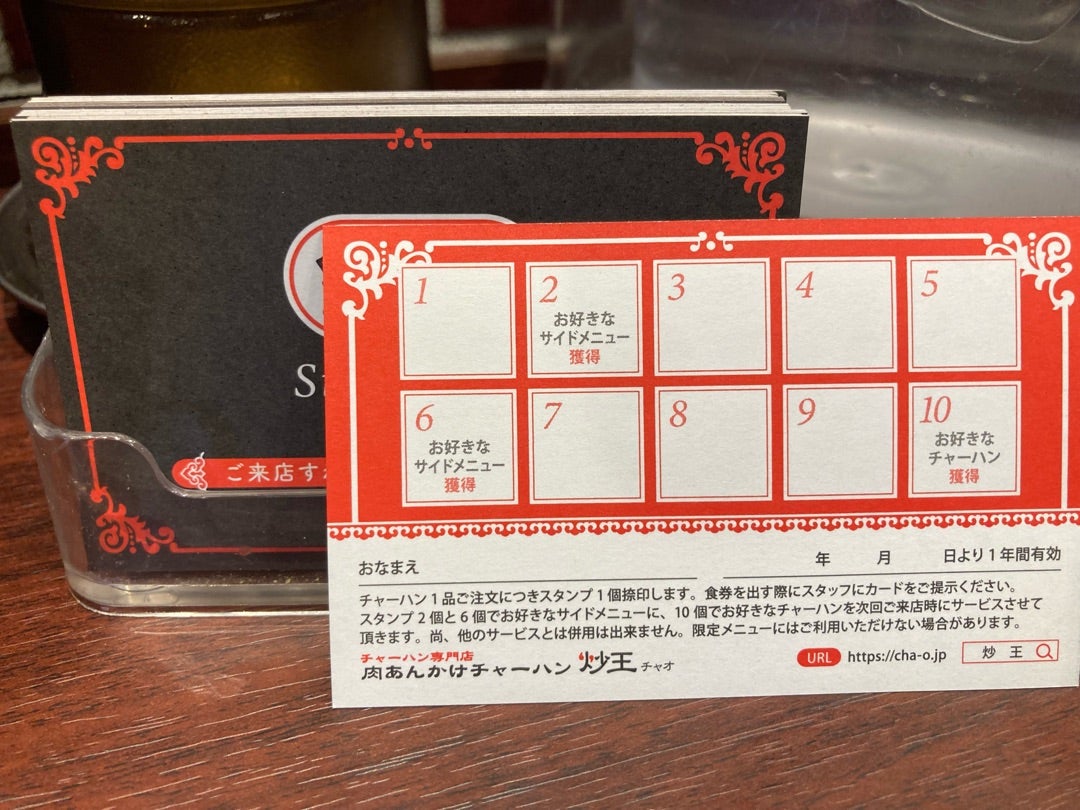 S
ご来店す
1
2
お好きな
サイドメニュー
獲得
3
4
5
6
お好きな
サイドメニュー
獲得
7
8
9
10
お好きな
チャーハン
獲得
おなまえ
年 月 日より1年間有効
チャーハン1品ご注文につきスタンプ1個捺印します。食券を出す際にスタッフにカードをご提示ください。
スタンプ2個と6個でお好きなサイドメニューに、10個でお好きなチャーハンを次回ご来店時にサービスさせて
頂きます。尚、他のサービスとは併用は出来ません。限定メニューにはご利用いただけない場合があります。
チャーハン専門店
肉あんかけチャーハン 炒王 チャオ
URL https://cha-o.jp 炒 王